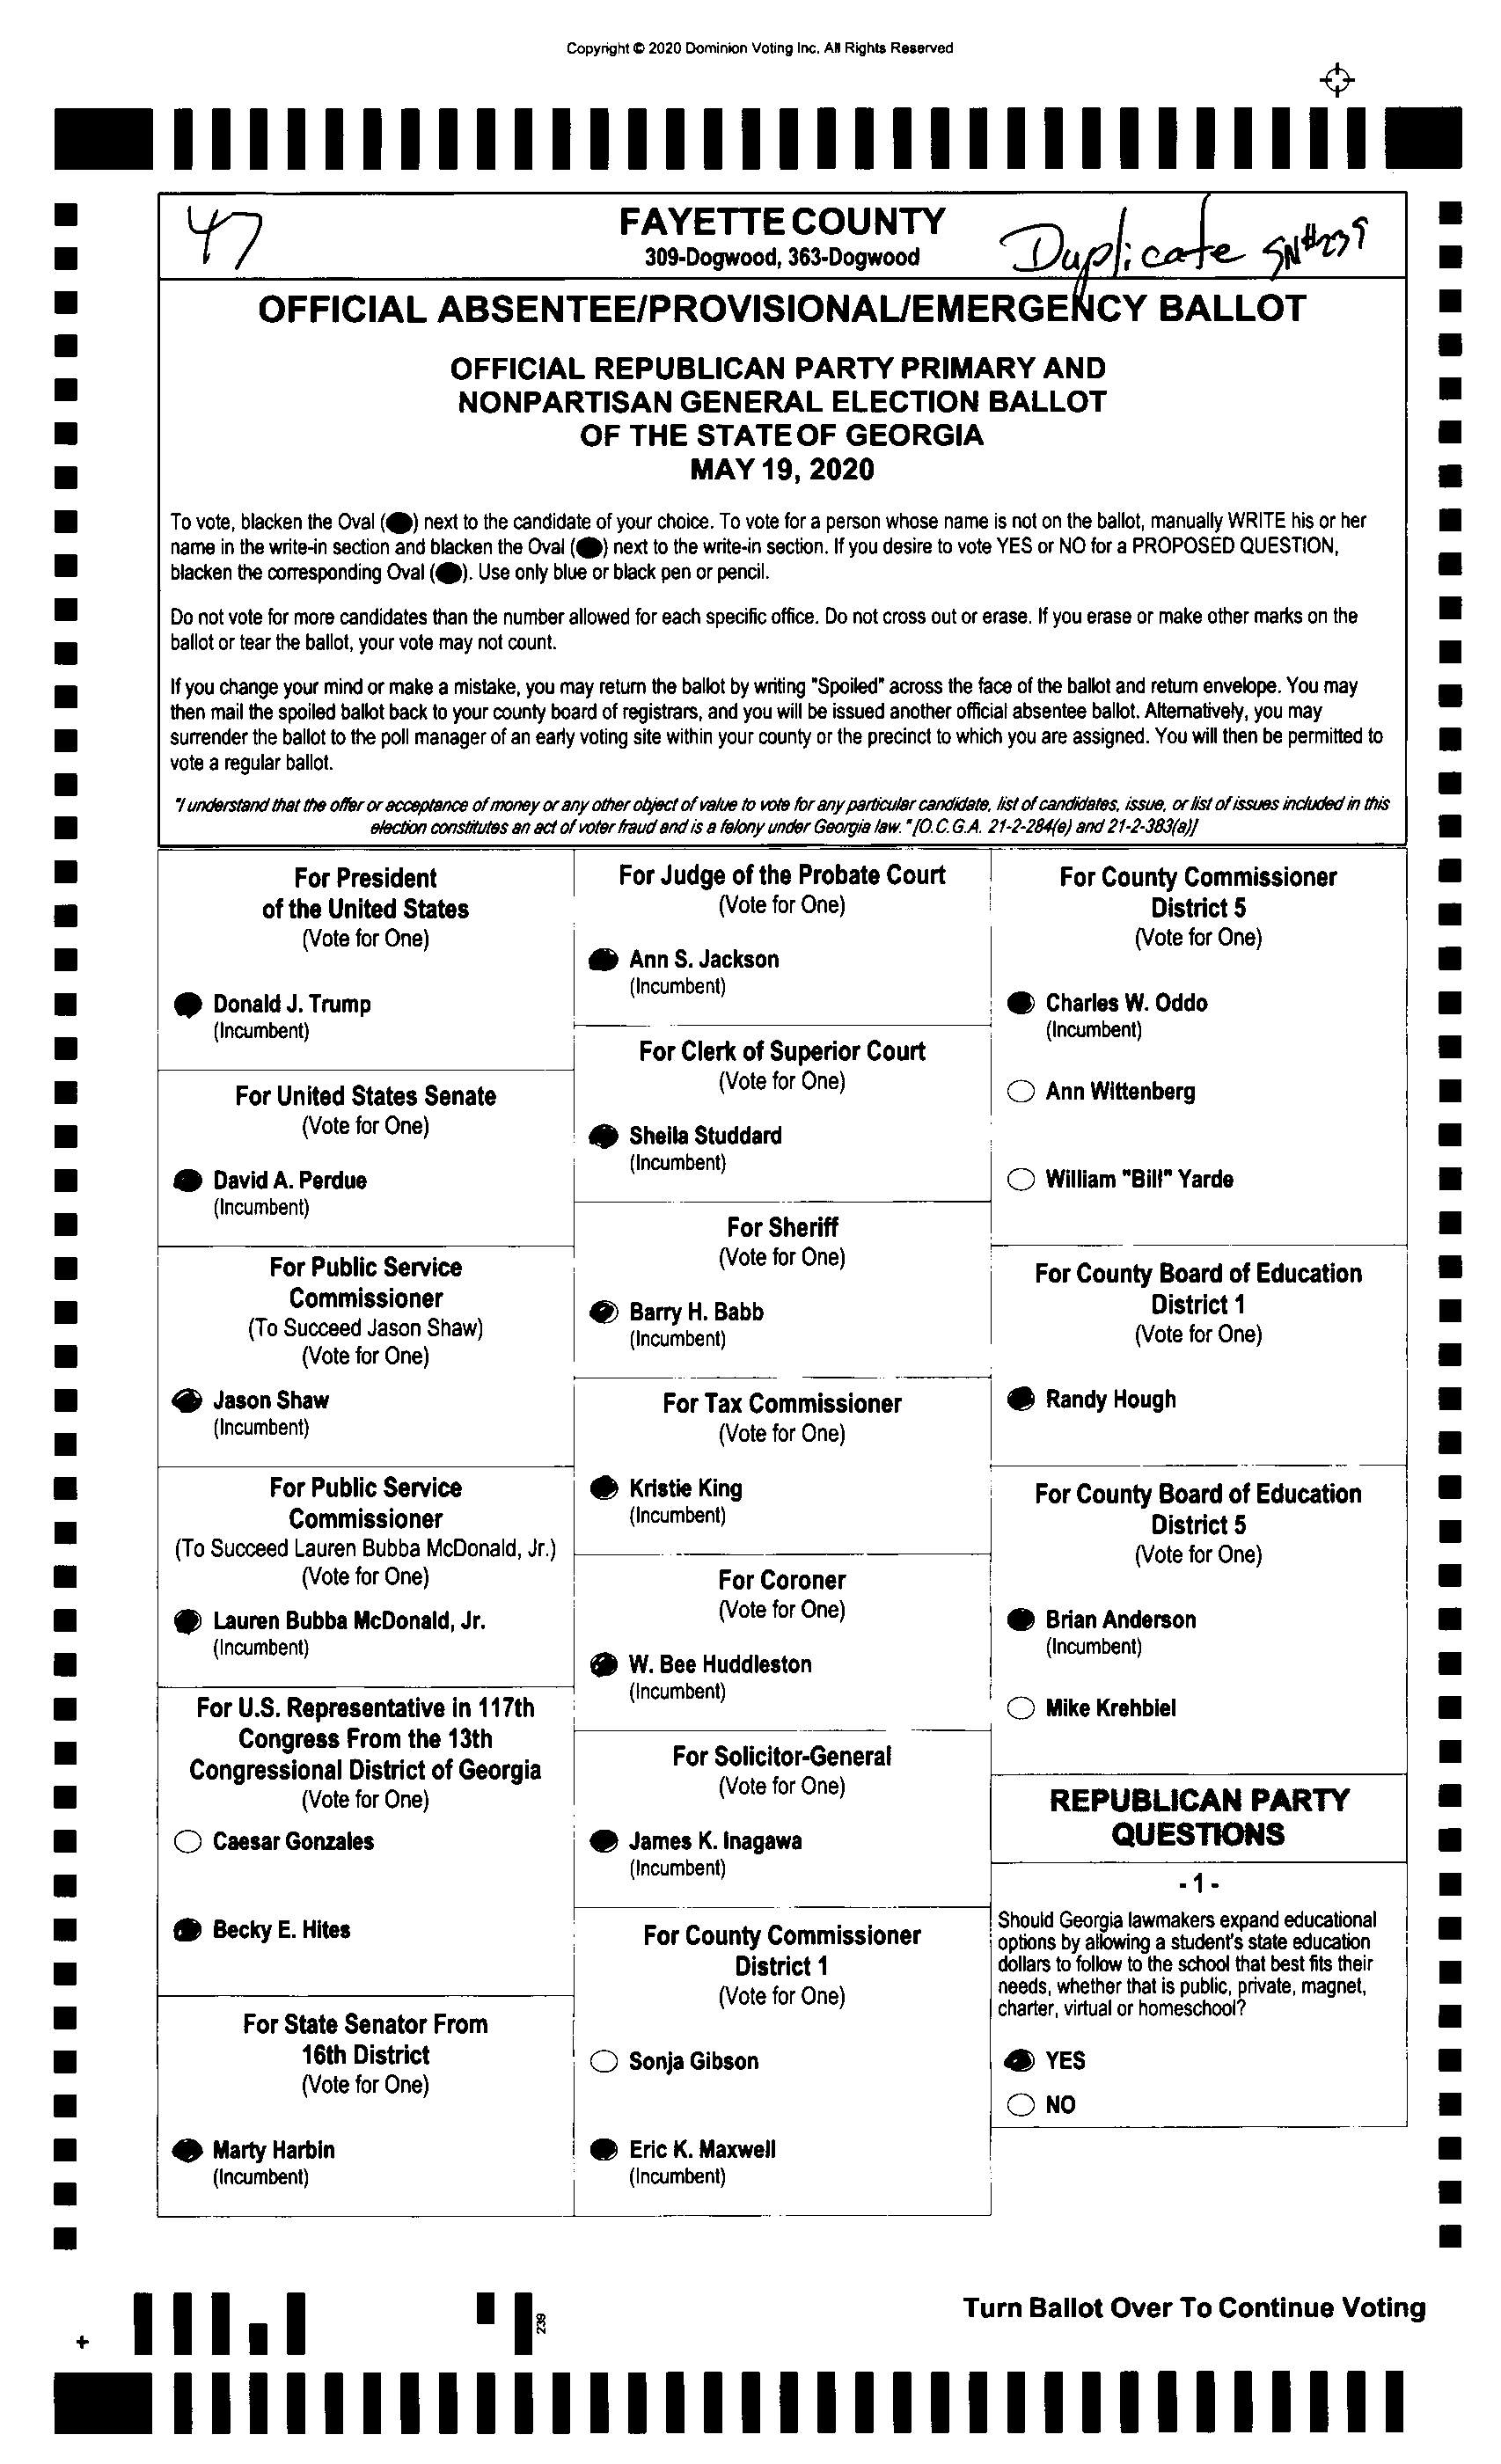 Copyright © 2020 Dominion Voting Inc. All Rights Reserved
47
FAYETTE COUNTY
309-Dogwood, 363-Dogwood
Duplicate SN#239
OFFICIAL ABSENTEE/PROVISIONAL/EMERGENCY BALLOT
OFFICIAL REPUBLICAN PARTY PRIMARY AND
NONPARTISAN GENERAL ELECTION BALLOT
OF THE STATE OF GEORGIA
MAY 19, 2020
To vote, blacken the Oval (●) next to the candidate of your choice. To vote for a person whose name is not on the ballot, manually WRITE his or her
name in the write-in section and blacken the Oval (●) next to the write-in section. If you desire to vote YES or NO for a PROPOSED QUESTION,
blacken the corresponding Oval (●). Use only blue or black pen or pencil.
Do not vote for more candidates than the number allowed for each specific office. Do not cross out or erase. If you erase or make other marks on the
ballot or tear the ballot, your vote may not count.
If you change your mind or make a mistake, you may return the ballot by writing "Spoiled" across the face of the ballot and return envelope. You may
then mail the spoiled ballot back to your county board of registrars, and you will be issued another official absentee ballot. Alternatively, you may
surrender the ballot to the poll manager of an early voting site within your county or the precinct to which you are assigned. You will then be permitted to
vote a regular ballot.
"I understand that the offer or acceptance of money or any other object of value to vote for any particular candidate, list of candidates, issue, or list of issues included in this
election constitutes an act of voter fraud and is a felony under Georgia law." [O.C.G.A. 21-2-284(e) and 21-2-383(a)]
For President
of the United States
(Vote for One)
Donald J. Trump
(Incumbent)
For United States Senate
(Vote for One)
David A. Perdue
(Incumbent)
For Public Service
Commissioner
(To Succeed Jason Shaw)
(Vote for One)
Jason Shaw
(Incumbent)
For Public Service
Commissioner
(To Succeed Lauren Bubba McDonald, Jr.)
(Vote for One)
Lauren Bubba McDonald, Jr.
(Incumbent)
For U.S. Representative in 117th
Congress From the 13th
Congressional District of Georgia
(Vote for One)
Caesar Gonzales
Becky E. Hites
For State Senator From
16th District
(Vote for One)
Marty Harbin
(Incumbent)
For Judge of the Probate Court
(Vote for One)
Ann S. Jackson
(Incumbent)
For Clerk of Superior Court
(Vote for One)
Sheila Studdard
(Incumbent)
For Sheriff
(Vote for One)
Barry H. Babb
(Incumbent)
For Tax Commissioner
(Vote for One)
Kristie King
(Incumbent)
For Coroner
(Vote for One)
W. Bee Huddleston
(Incumbent)
For Solicitor-General
(Vote for One)
James K. Inagawa
(Incumbent)
For County Commissioner
District 1
(Vote for One)
Sonja Gibson
Eric K. Maxwell
(Incumbent)
For County Commissioner
District 5
(Vote for One)
Charles W. Oddo
(Incumbent)
Ann Wittenberg
William "Bill" Yarde
For County Board of Education
District 1
(Vote for One)
Randy Hough
For County Board of Education
District 5
(Vote for One)
Brian Anderson
(Incumbent)
Mike Krehbiel
REPUBLICAN PARTY
QUESTIONS
- 1 -
Should Georgia lawmakers expand educational
options by allowing a student's state education
dollars to follow to the school that best fits their
needs, whether that is public, private, magnet,
charter, virtual or homeschool?
YES
NO
Turn Ballot Over To Continue Voting
239